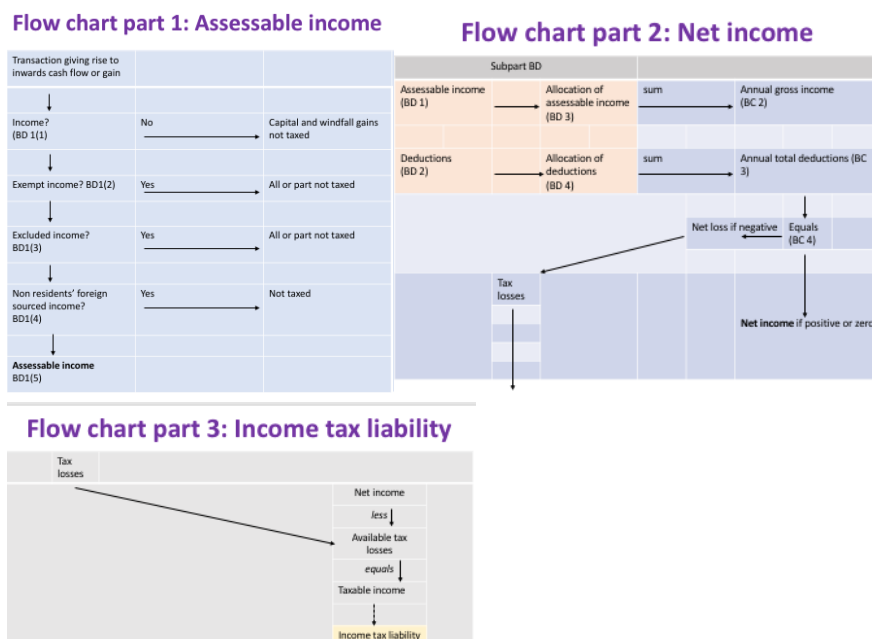 Flow chart part 1: Assessable income
Transaction giving rise to
inwards cash flow or gain
Income?
(BD 1(1)
No
Capital and windfall gains
not taxed
Exempt income? BD1(2)
Yes
All or part not taxed
Excluded income?
BD1(3)
Yes
All or part not taxed
Non residents' foreign
sourced income?
BD1(4)
Yes
Not taxed
Assessable income
BD1(5)
Flow chart part 2: Net income
Subpart BD
Assessable income
(BD 1)
Allocation of
assessable income
(BD 3)
sum
Annual gross income
(BC 2)
Deductions
(BD 2)
Allocation of
deductions
(BD 4)
sum
Annual total deductions (BC
3)
Net loss if negative
Equals
(BC 4)
Tax
losses
Net income if positive or zero
Flow chart part 3: Income tax liability
Tax
losses
Net income
less
Available tax
losses
equals
Taxable income
Income tax liability